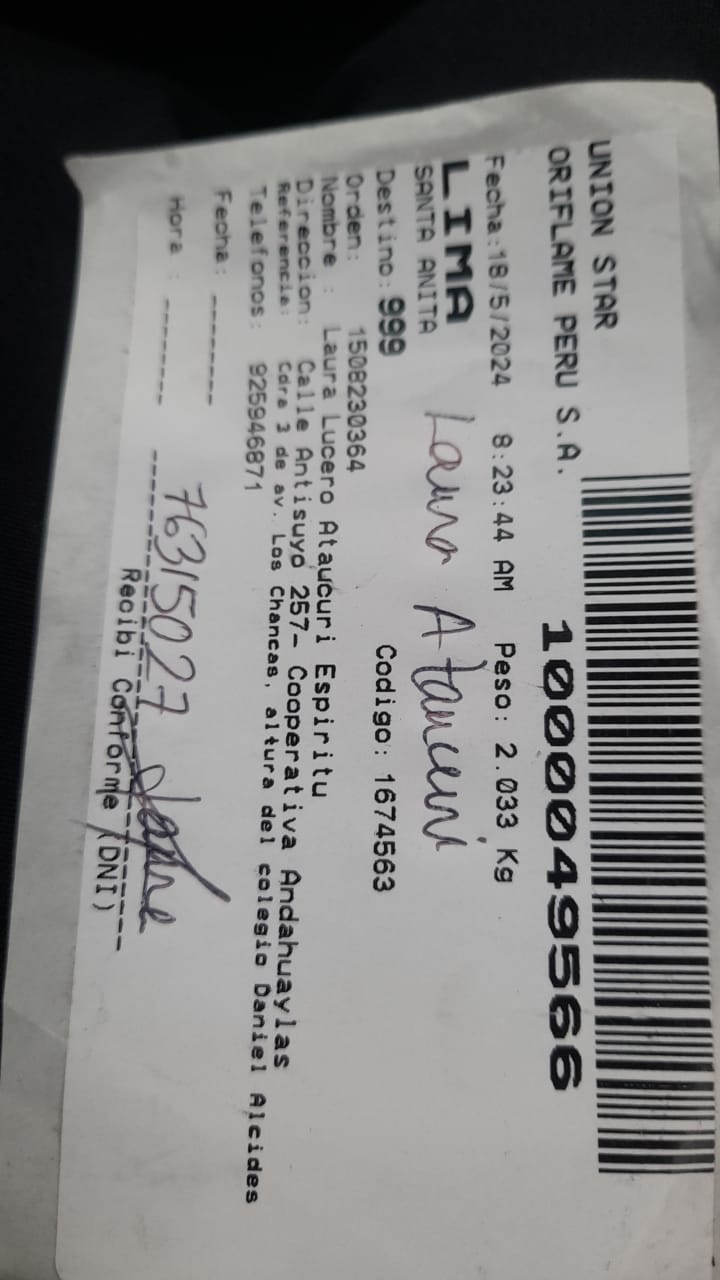 UNION STAR
ORIFLAME PERU S.A.
10000049566
Fecha:18/5/2024 8:23:44 AM Peso: 2.033 Kg
LIMA
SANTA ANITA
Laura Ataucuri
Destino: 999 Codigo: 1674563
Orden: 1508230364
Nombre : Laura Lucero Ataucuri Espiritu
Direccion: Calle Antisuyo 257- Cooperativa Andahuaylas
Referencia: Cdra 3 de av. Los Chancas, altura del colegio Daniel Alcides
Telefonos: 925946871
Fecha: --------
Hora : --------
76315027
Recibi Conforme (DNI)